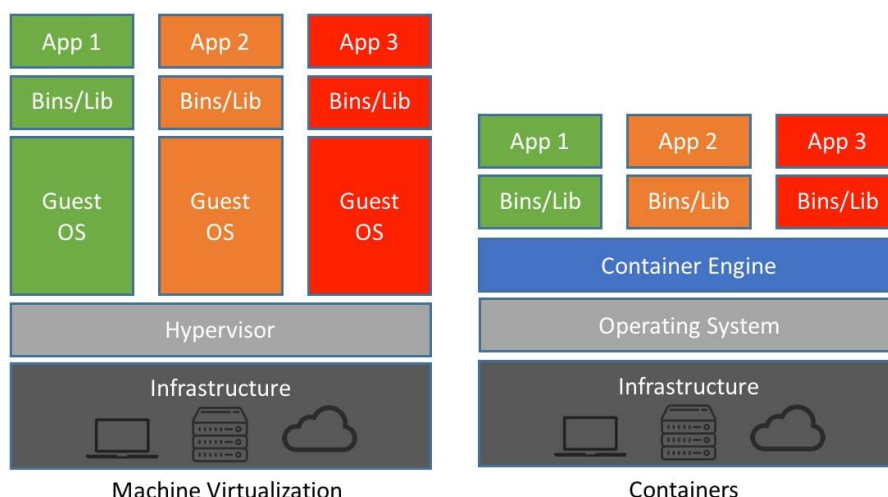 App 1
App 2
App 3
Bins/Lib
Bins/Lib
Bins/Lib
Guest
OS
Guest
OS
Guest
OS
Hypervisor
Infrastructure
Machine Virtualization
App 1
App 2
App 3
Bins/Lib
Bins/Lib
Bins/Lib
Container Engine
Operating System
Infrastructure
Containers